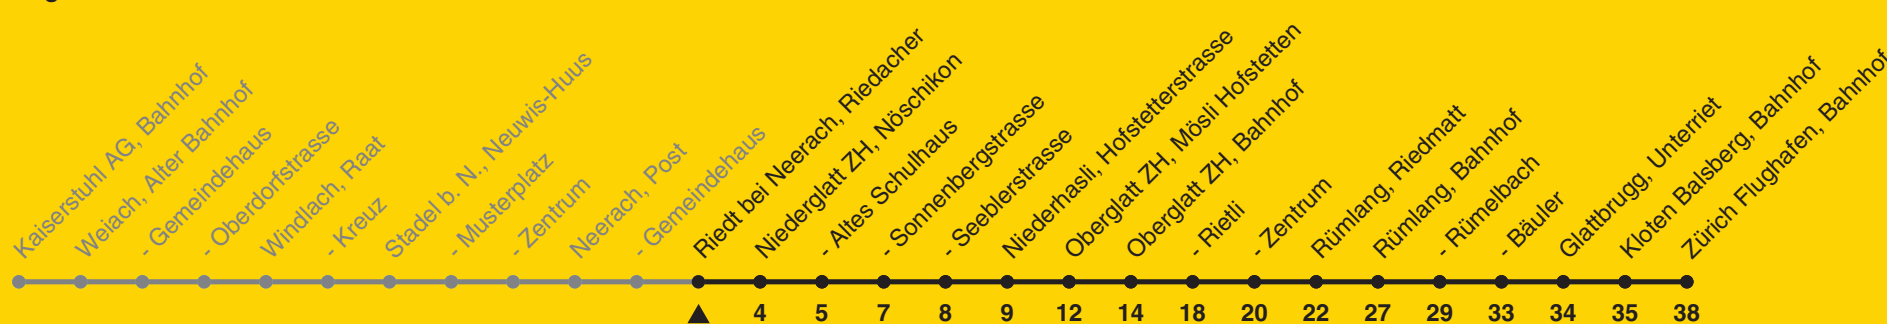 Kaiserstuhl AG, Bahnhof
Weiach, Alter Bahnhof
- Gemeindehaus
- Oberdorfstrasse
Windlach, Raat
- Kreuz
Stadel b. N., Neuwis-Huus
- Musterplatz
- Zentrum
Neerach, Post
- Gemeindehaus
Riedt bei Neerach, Riedacher
Niederglatt ZH, Nöschikon
- Altes Schulhaus
- Sonnenbergstrasse
- Seeblerstrasse
Niederhasli, Hofstetterstrasse
Oberglatt ZH, Mösli Hofstetten
Oberglatt ZH, Bahnhof
- Rietli
- Zentrum
Rümlang, Riedmatt
Rümlang, Bahnhof
- Rümelbach
- Bäuler
Glattbrugg, Unterriet
Kloten Balsberg, Bahnhof
Zürich Flughafen, Bahnhof
4 5 7 8 9 12 14 18 20 22 27 29 33 34 35 38